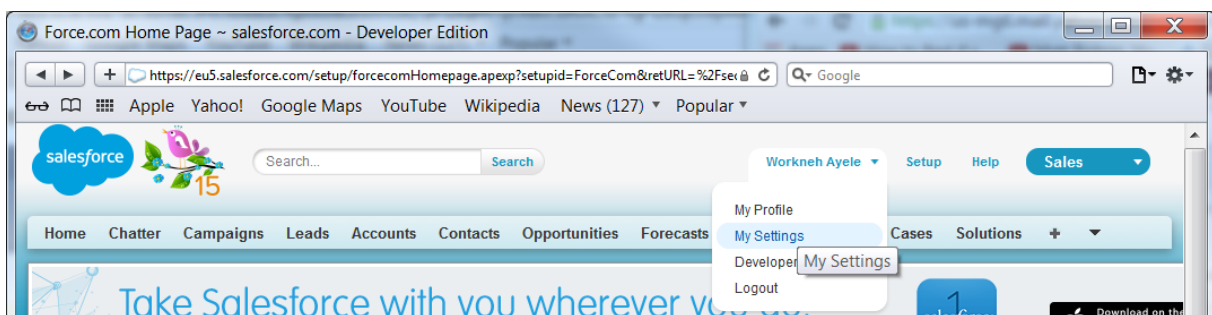 Force.com Home Page ~ salesforce.com - Developer Edition
https://eu5.salesforce.com/setup/forcecomHomepage.apexp?setupid=ForceCom&retURL=%2Fsec
Google
Apple Yahoo! Google Maps YouTube Wikipedia News (127) ▾ Popular ▾
salesforce
15
Search...
Search
Workneh Ayele
Setup
Help
Sales
My Profile
Home Chatter Campaigns Leads Accounts Contacts Opportunities Forecasts
My Settings
Cases Solutions +
Developer
My Settings
Logout
Take Salesforce with you wherever
1
Download on the